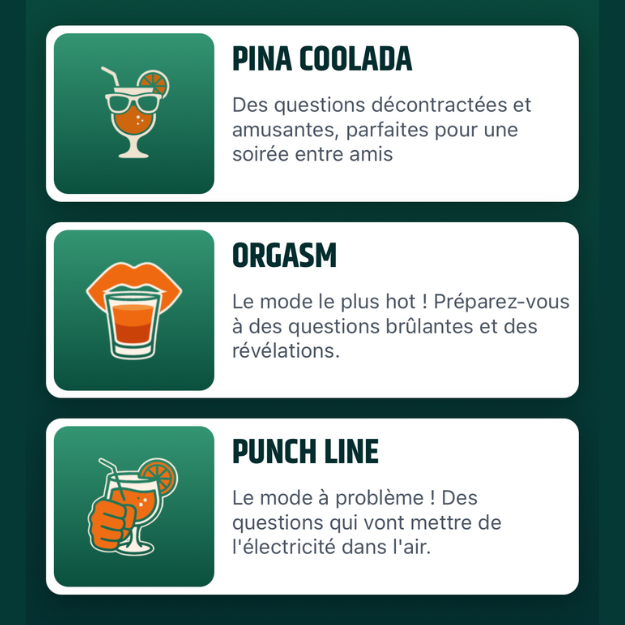 PINA COOLADA
Des questions décontractées et
amusantes, parfaites pour une
soirée entre amis
ORGASM
Le mode le plus hot ! Préparez-vous
à des questions brûlantes et des
révélations.
PUNCH LINE
Le mode à problème ! Des
questions qui vont mettre de
l'électricité dans l'air.